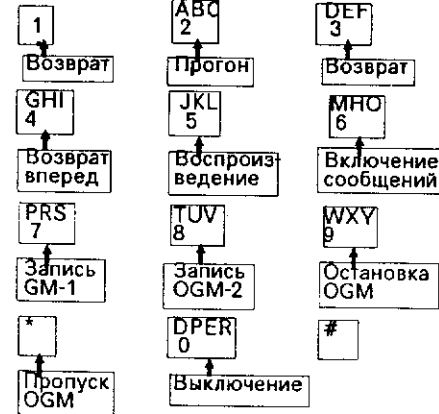 1 ABC 2 DEF 3
Возврат Прогон Возврат
GHI 4 JKL 5 MHO 6
Возврат вперед Воспроиз-ведение Включение сообщений
PRS 7 TUV 8 WXY 9
Запись GM-1 Запись OGM-2 Остановка OGM
* DPER 0 #
Пропуск OGM Выключение